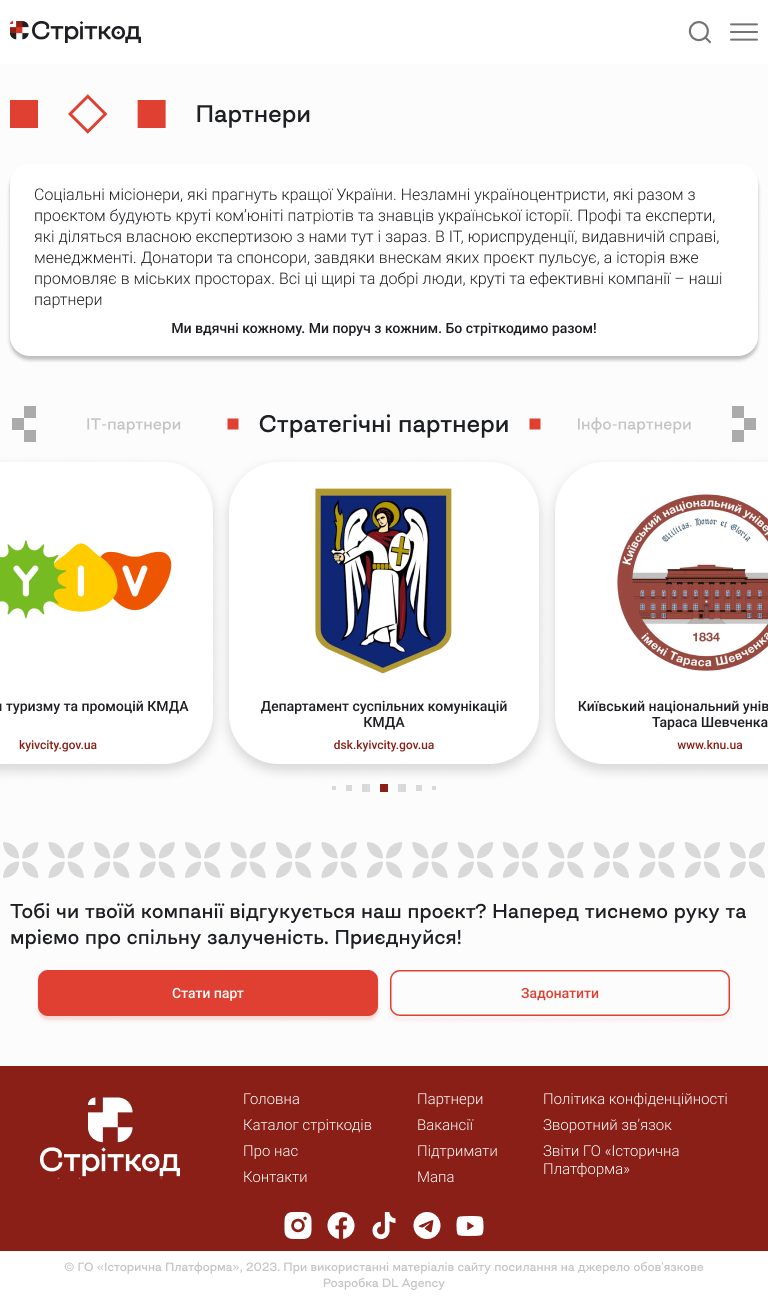 Стріткод
Партнери
Соціальні місіонери, які прагнуть кращої України. Незламні україноцентристи, які разом з
проєктом будують круті ком’юніті патріотів та знавців української історії. Профі та експерти,
які діляться власною експертизою з нами тут і зараз. В ІТ, юриспруденції, видавничій справі,
менеджменті. Донатори та спонсори, завдяки внескам яких проєкт пульсує, а історія вже
промовляє в міських просторах. Всі ці щирі та добрі люди, круті та ефективні компанії – наші
партнери
Ми вдячні кожному. Ми поруч з кожним. Бо стріткодимо разом!
ІТ-партнери
Стратегічні партнери
Інфо-партнери
YIV
туризму та промоцій КМДА
kyivcity.gov.ua
Департамент суспільних комунікацій
КМДА
dsk.kyivcity.gov.ua
Київський національний універ
Utilitas, Honor et Gloria
1834
імені Тараса Шевченка
Київський національний унів
Тараса Шевченка
www.knu.ua
Тобі чи твоїй компанії відгукується наш проєкт? Наперед тиснемо руку та
мріємо про спільну залученість. Приєднуйся!
Стати парт
Задонатити
Стріткод
Головна
Каталог стріткодів
Про нас
Контакти
Партнери
Вакансії
Підтримати
Мапа
Політика конфіденційності
Зворотний зв’язок
Звіти ГО «Історична
Платформа»
© ГО «Історична Платформа», 2023. При використанні матеріалів сайту посилання на джерело обов’язкове
Розробка DL Agency